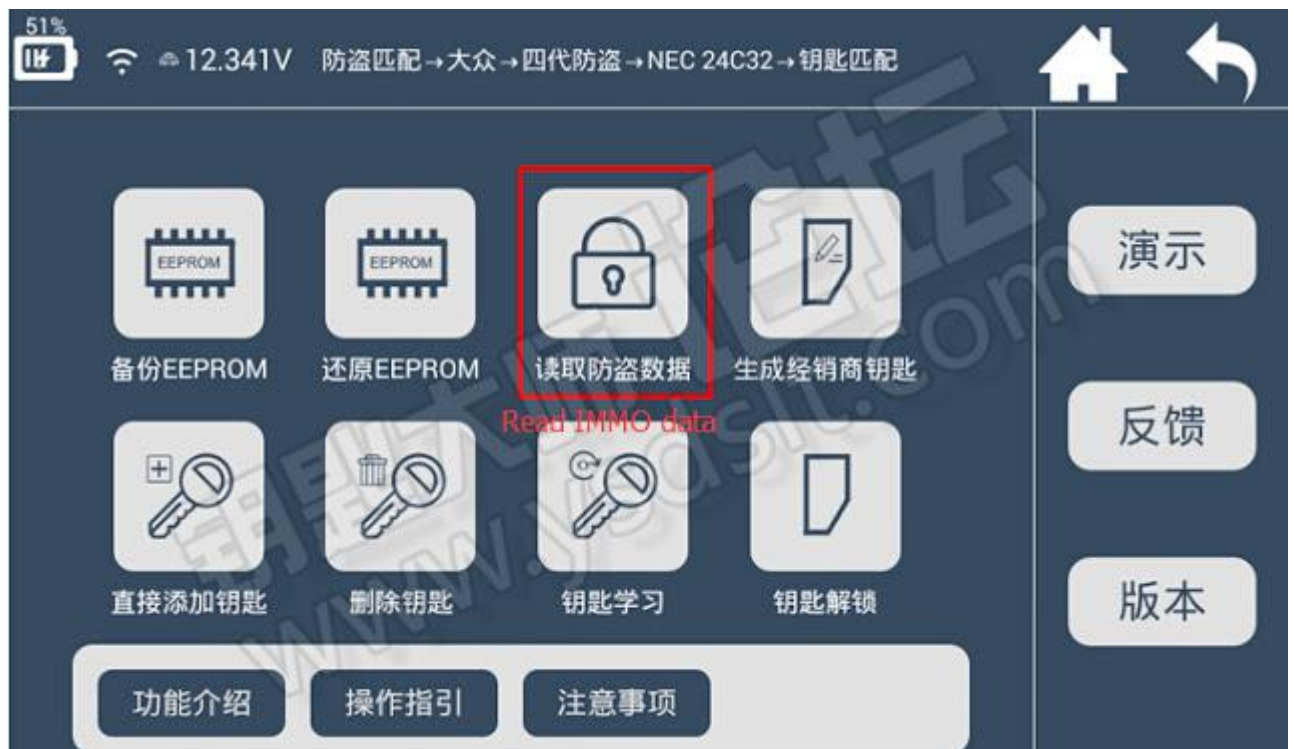 51%
12.341V 防盗匹配→大众→四代防盗→NEC 24C32→钥匙匹配
EEPROM EEPROM
备份EEPROM 还原EEPROM 读取防盗数据 生成经销商钥匙
Read IMMO data
直接添加钥匙 删除钥匙 钥匙学习 钥匙解锁
功能介绍 操作指引 注意事项
演示
反馈
版本